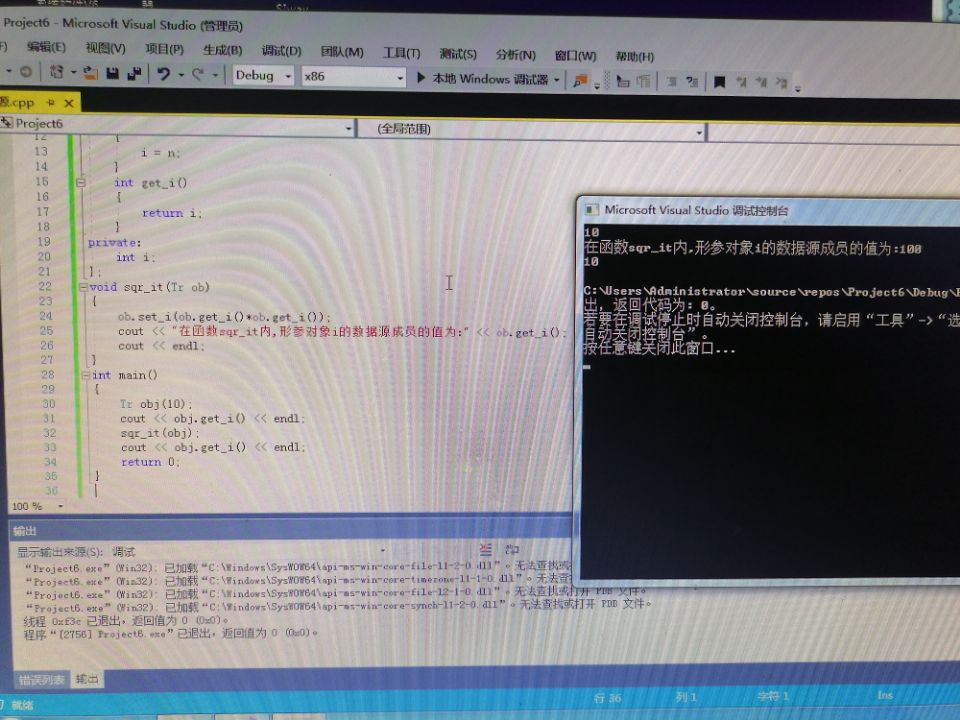 Project6 - Microsoft Visual Studio (管理员)
编辑(E) 视图(V) 项目(P) 生成(B) 调试(D) 团队(M) 工具(T) 测试(S) 分析(N) 窗口(W) 帮助(H)
Debug x86 本地 Windows 调试器
源.cpp
Project6 (全局范围)
12 {
13 i = n;
14 }
15 int get_i()
16 {
17 return i;
18 }
19 private:
20 int i;
21 };
22 void sqr_it(Tr ob)
23 {
24 ob.set_i(ob.get_i()*ob.get_i());
25 cout << "在函数sqr_it内,形参对象i的数据源成员的值为:" << ob.get_i();
26 cout << endl;
27 }
28 int main()
29 {
30 Tr obj(10);
31 cout << obj.get_i() << endl;
32 sqr_it(obj);
33 cout << obj.get_i() << endl;
34 return 0;
35 }
36
100 %
Microsoft Visual Studio 调试控制台
10
在函数sqr_it内,形参对象i的数据源成员的值为:100
10
C:\Users\Administrator\source\repos\Project6\Debug\
出，返回代码为: 0。
若要在调试停止时自动关闭控制台，请启用“工具”->“选
自动关闭控制台”。
按任意键关闭此窗口...
输出
显示输出来源(S): 调试
“Project6.exe”(Win32): 已加载“C:\Windows\SysWOW64\api-ms-win-core-file-l1-2-0.dll”。无法查找或
“Project6.exe”(Win32): 已加载“C:\Windows\SysWOW64\api-ms-win-core-timezone-l1-1-0.dll”。无法查
“Project6.exe”(Win32): 已加载“C:\Windows\SysWOW64\api-ms-win-core-file-l2-1-0.dll”。无法查找或打开 PDB 文件。
“Project6.exe”(Win32): 已加载“C:\Windows\SysWOW64\api-ms-win-core-synch-l1-2-0.dll”。无法查找或打开 PDB 文件。
线程 0xf3c 已退出，返回值为 0 (0x0)。
程序“[2756] Project6.exe”已退出，返回值为 0 (0x0)。
错误列表 输出
就绪 行 36 列 1 字符 1 Ins